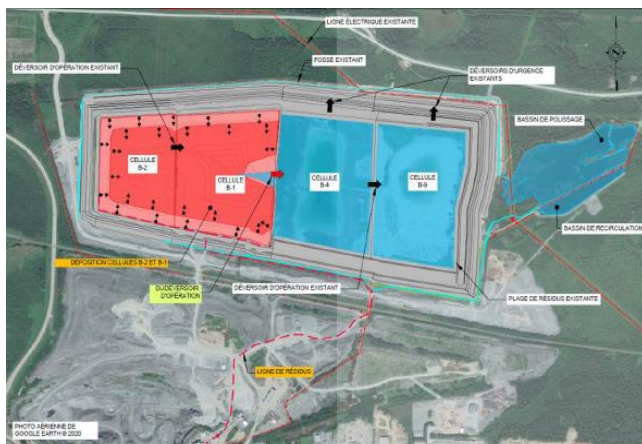 LIGNE ÉLECTRIQUE EXISTANTE
FOSSÉ EXISTANT
DÉVERSOIR D'OPÉRATION EXISTANT
DÉVERSOIRS D'URGENCE
EXISTANTS
BASSIN DE POLISSAGE
CELLULE
B-2
CELLULE
B-1
CELLULE
B-4
CELLULE
B-9
BASSIN DE RECIRCULATION
DÉPOSITION CELLULES B-2 ET B-1
D'OPÉRATION
DÉVERSOIR D'OPÉRATION EXISTANT
PLAGE DE RÉSIDUS EXISTANTE
LIGNE DE RÉSIDUS
PHOTO AÉRIENNE DE
GOOGLE EARTH © 2020